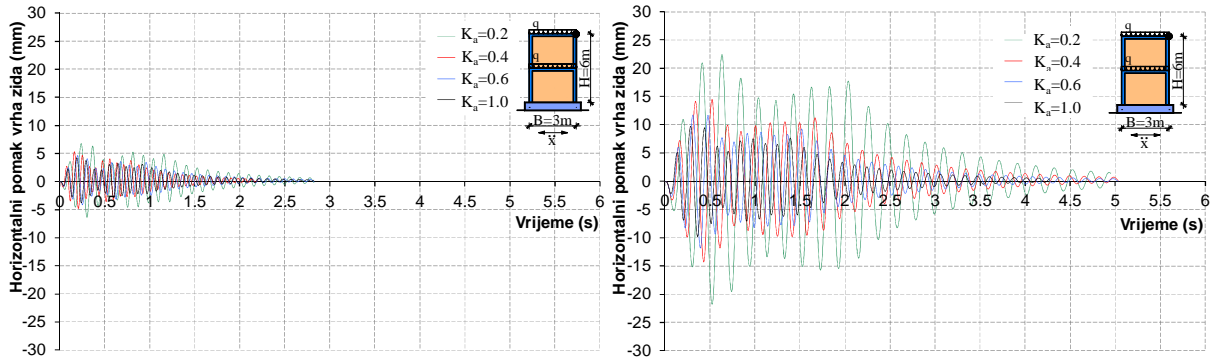 Horizontalni pomak vrha zida (mm)
30
25
20
15
10
5
0
-5
-10
-15
-20
-25
-30
0
0.5
1
1.5
2
2.5
3
3.5
4
4.5
5
5.5
6
Vrijeme (s)
Ka=0.2
Ka=0.4
Ka=0.6
Ka=1.0
q
q
H=6m
B=3m
ẍ
Horizontalni pomak vrha zida (mm)
30
25
20
15
10
5
0
-5
-10
-15
-20
-25
-30
0
0.5
1
1.5
2
2.5
3
3.5
4
4.5
5
5.5
6
Vrijeme (s)
Ka=0.2
Ka=0.4
Ka=0.6
Ka=1.0
q
q
H=6m
B=3m
ẍ